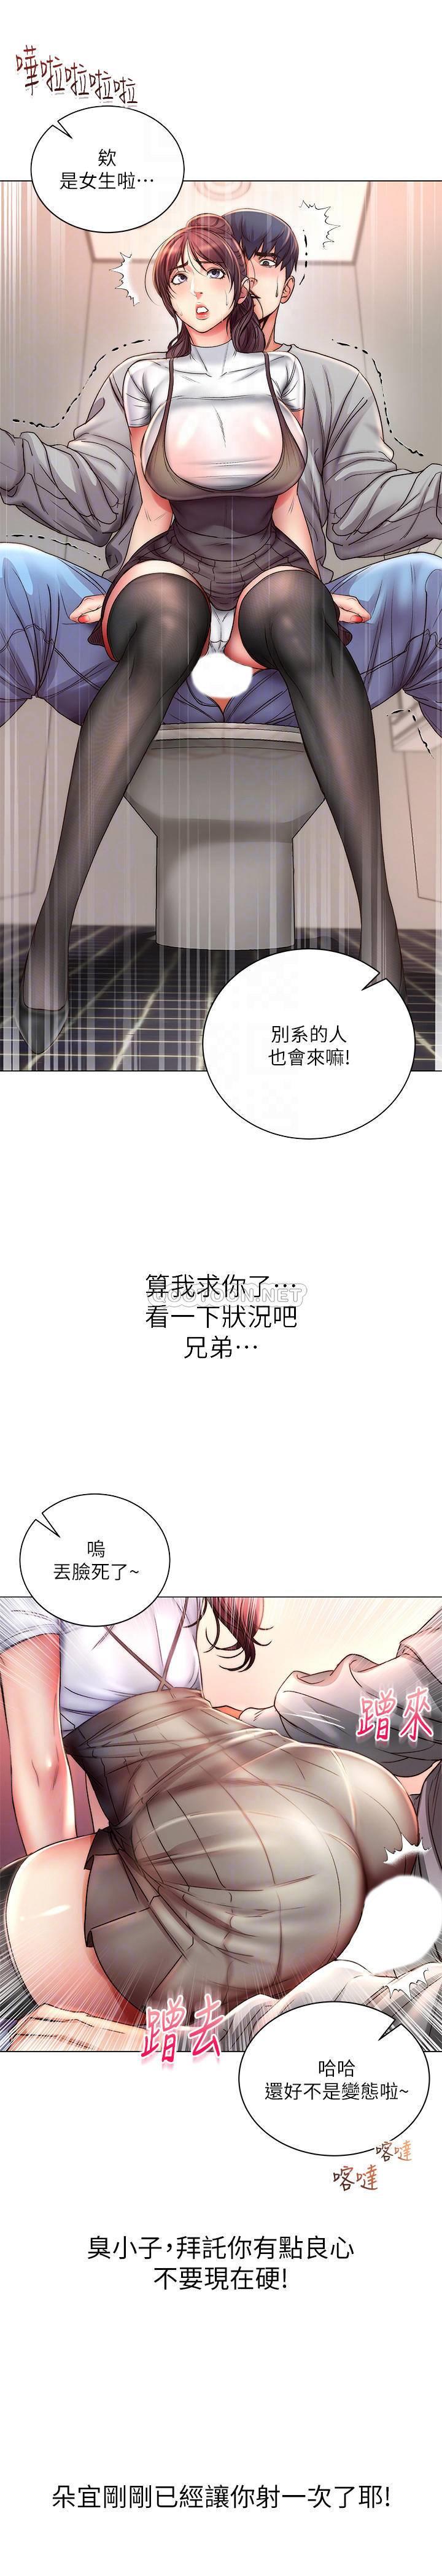 嘩啦啦啦啦
欸
是女生啦⋯
別系的人
也會來嘛!
算我求你了⋯
看一下狀況吧
兄弟⋯
嗚
丟臉死了~
蹭來
蹭去
哈哈
還好不是變態啦~
喀噠
喀噠
臭小子,拜託你有點良心
不要現在硬!
朵宜剛剛已經讓你射一次了耶!